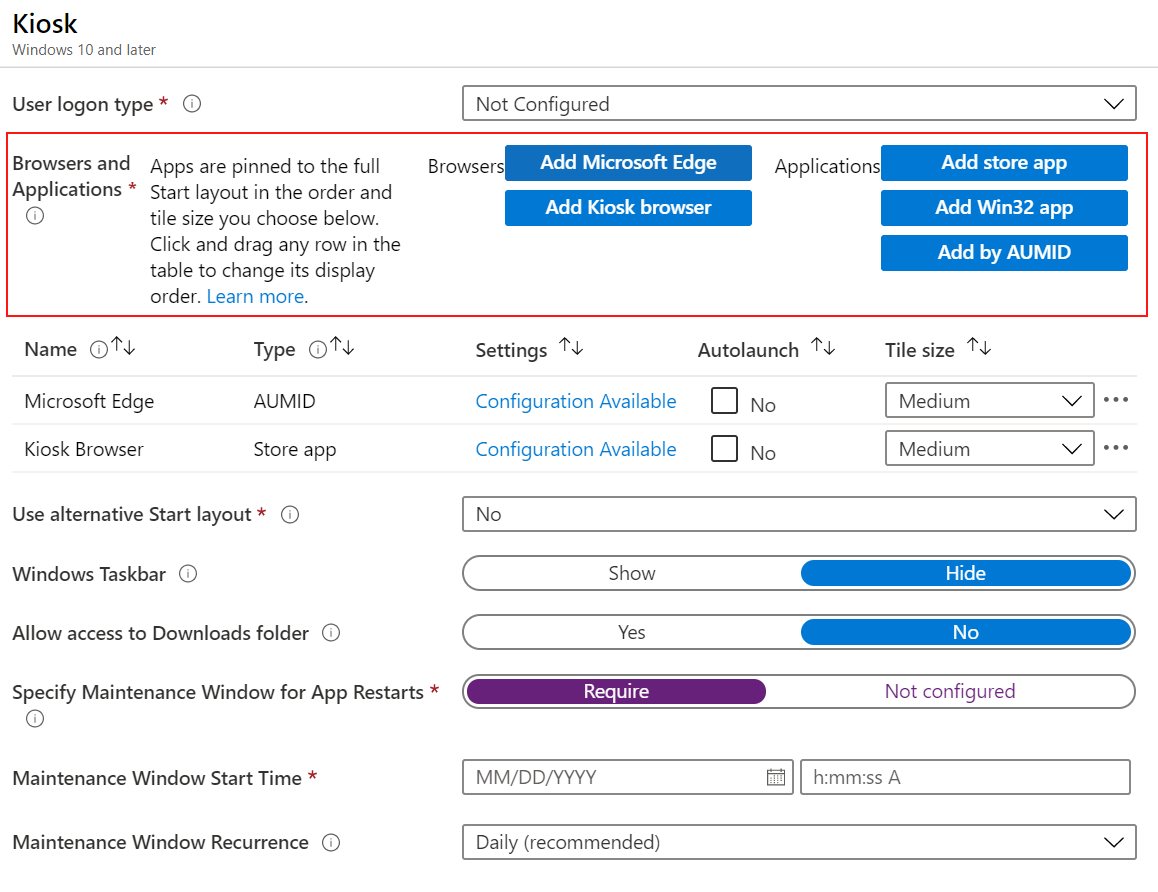 Kiosk
Windows 10 and later
User logon type *
Not Configured
Browsers and
Applications *
Apps are pinned to the full
Start layout in the order and
tile size you choose below.
Click and drag any row in the
table to change its display
order. Learn more.
Browsers
Add Microsoft Edge
Add Kiosk browser
Applications
Add store app
Add Win32 app
Add by AUMID
Name Type Settings Autolaunch Tile size
Microsoft Edge AUMID Configuration Available No Medium
Kiosk Browser Store app Configuration Available No Medium
Use alternative Start layout * No
Windows Taskbar Show Hide
Allow access to Downloads folder Yes No
Specify Maintenance Window for App Restarts * Require Not configured
Maintenance Window Start Time * MM/DD/YYYY h:mm:ss A
Maintenance Window Recurrence Daily (recommended)